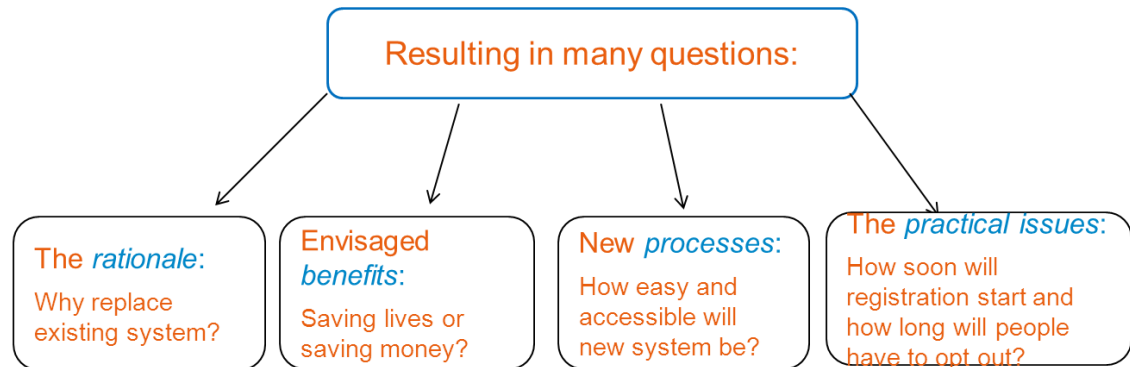 Resulting in many questions:
The rationale:
Why replace
existing system?
Envisaged
benefits:
Saving lives or
saving money?
New processes:
How easy and
accessible will
new system be?
The practical issues:
How soon will
registration start and
how long will people
have to opt out?